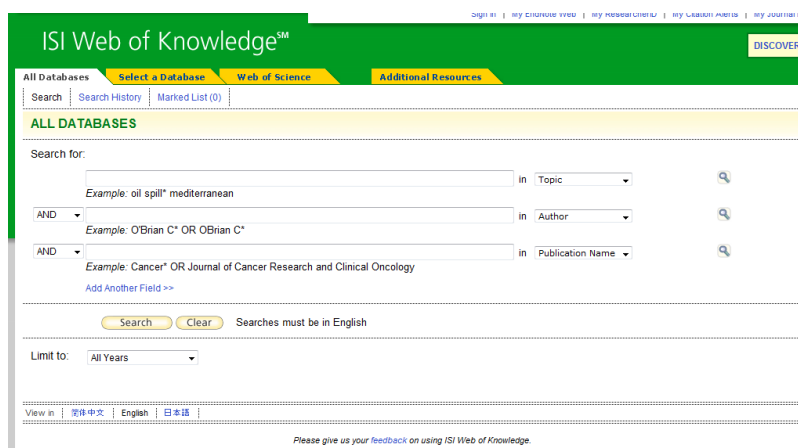 Sign In | My EndNote Web | My ResearcherID | My Citation Alerts | My Journal
ISI Web of Knowledge℠
DISCOVER
All Databases Select a Database Web of Science Additional Resources
Search Search History Marked List (0)
ALL DATABASES
Search for:
in Topic
Example: oil spill* mediterranean
AND in Author
Example: O'Brian C* OR OBrian C*
AND in Publication Name
Example: Cancer* OR Journal of Cancer Research and Clinical Oncology
Add Another Field >>
Search Clear Searches must be in English
Limit to: All Years
View in 简体中文 English 日本語
Please give us your feedback on using ISI Web of Knowledge.